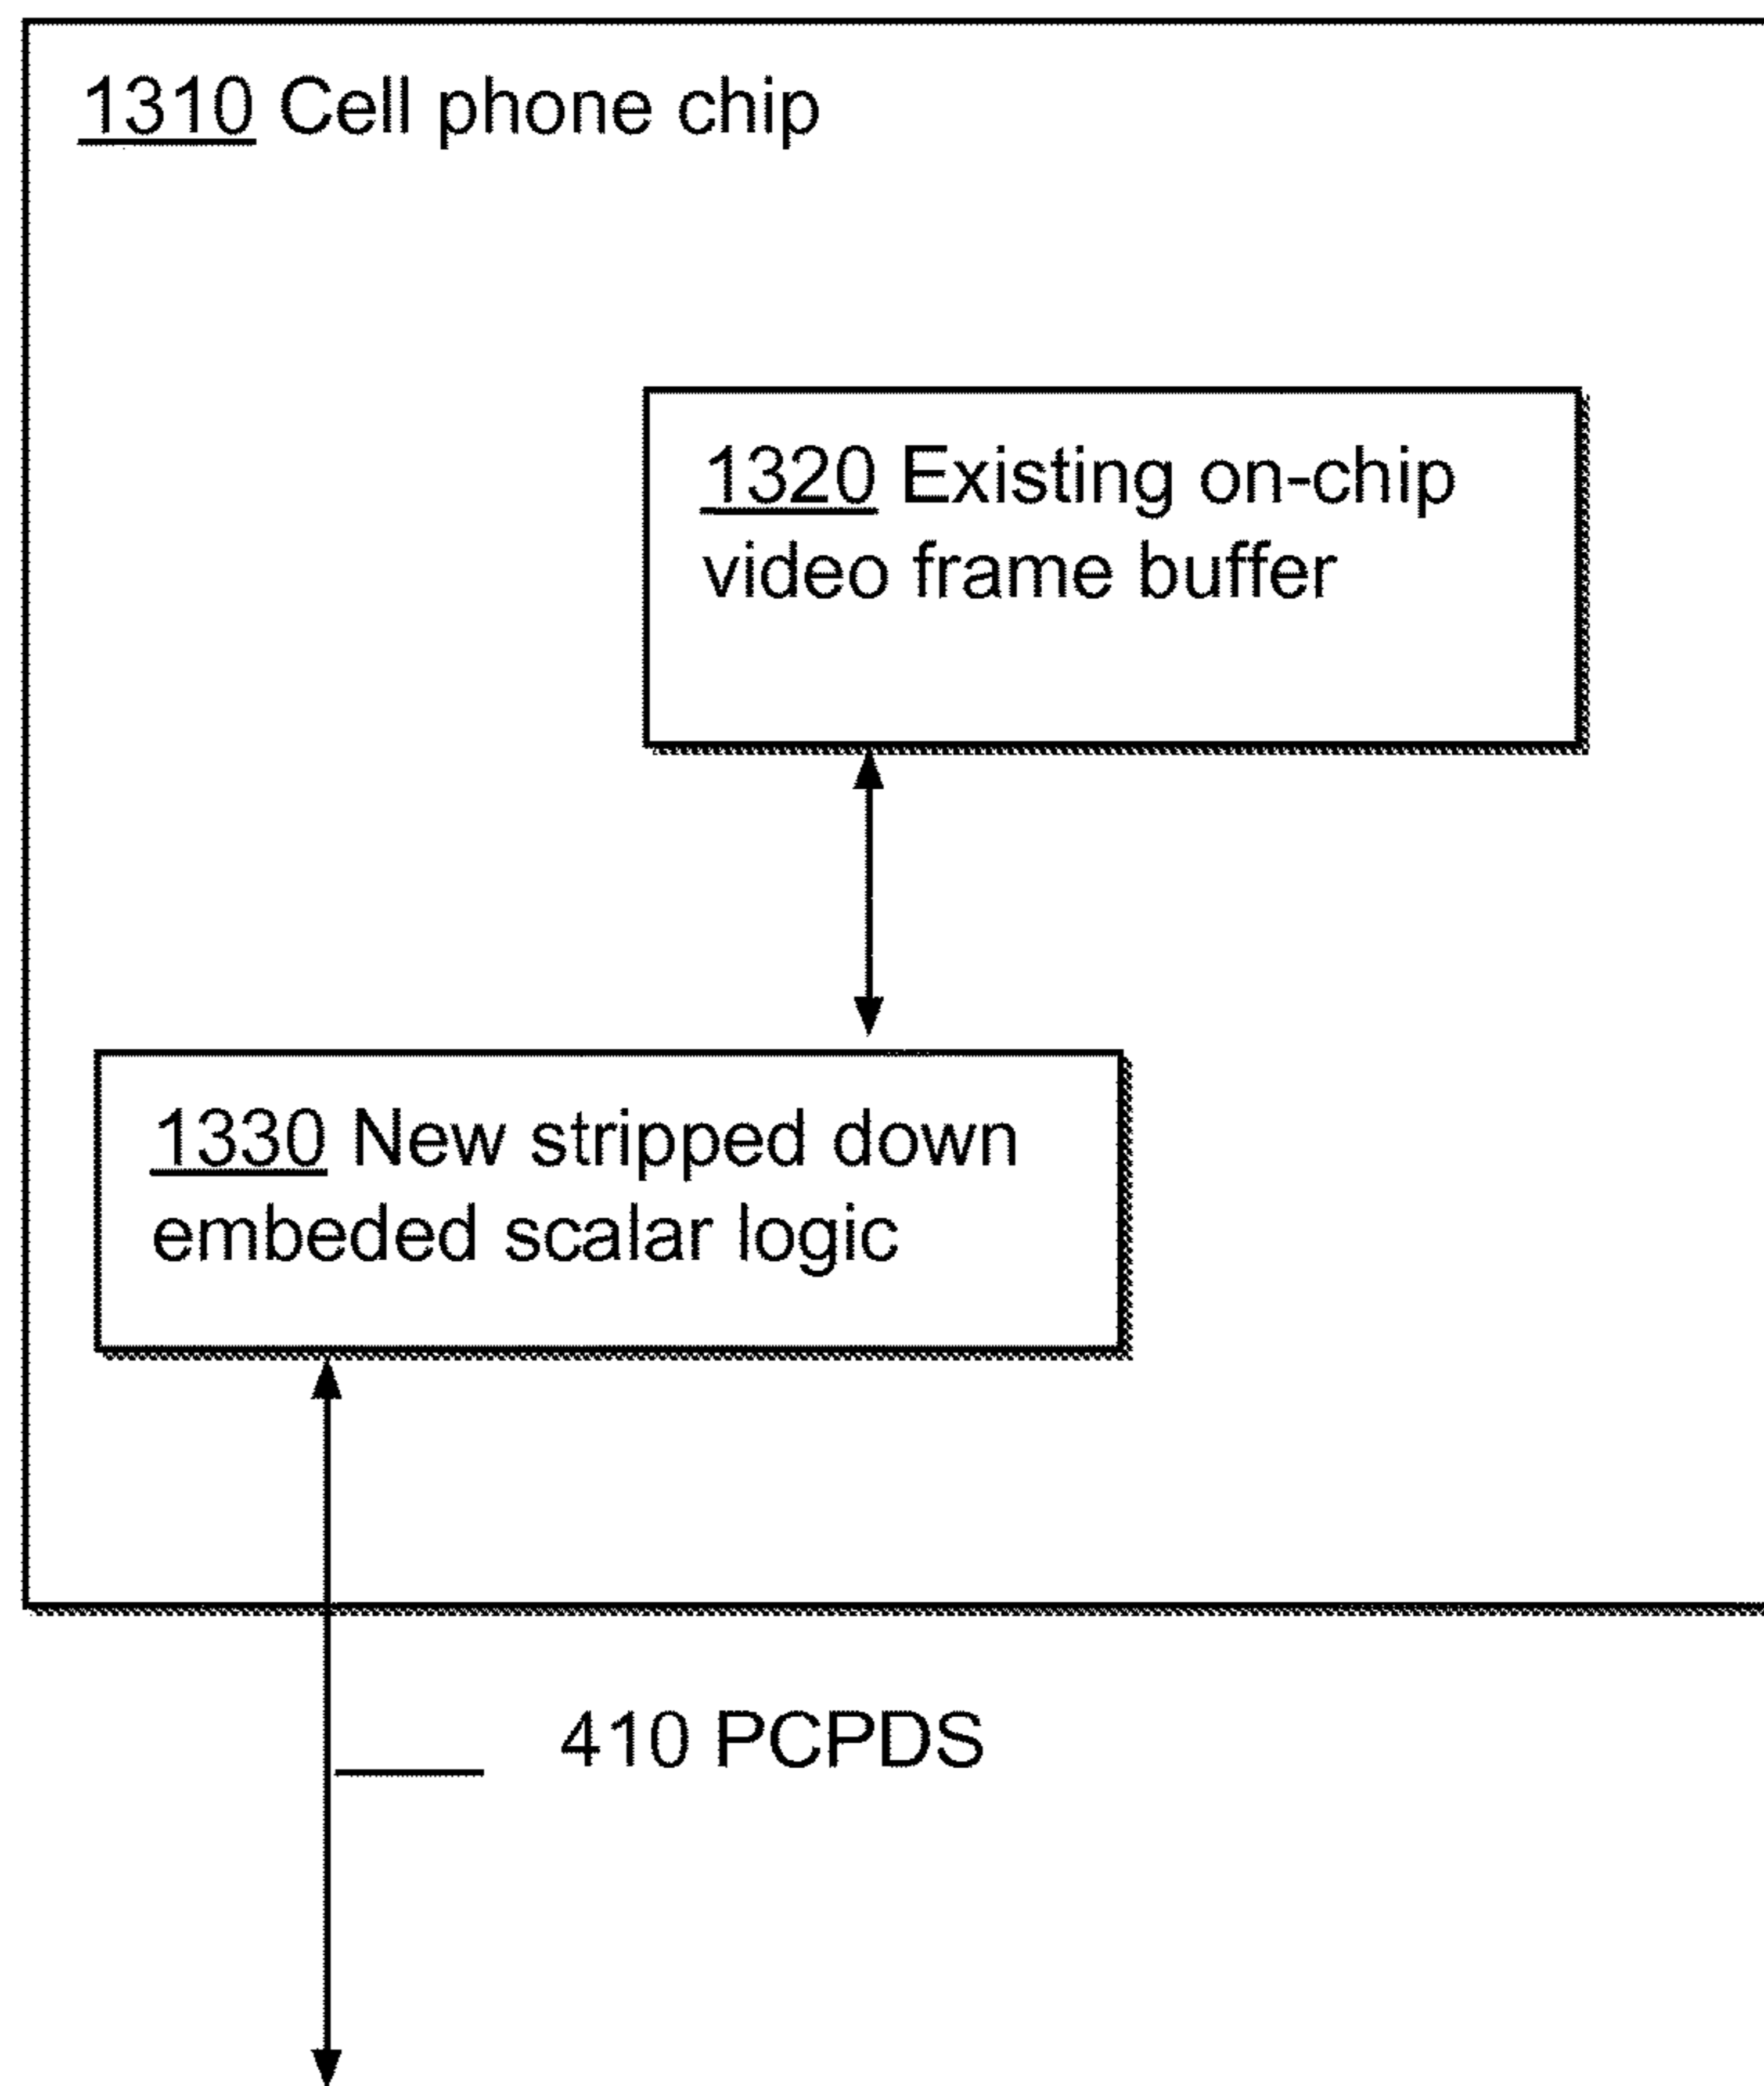 1310 Cell phone chip
1320 Existing on-chip
video frame buffer
1330 New stripped down
embeded scalar logic
410 PCPDS